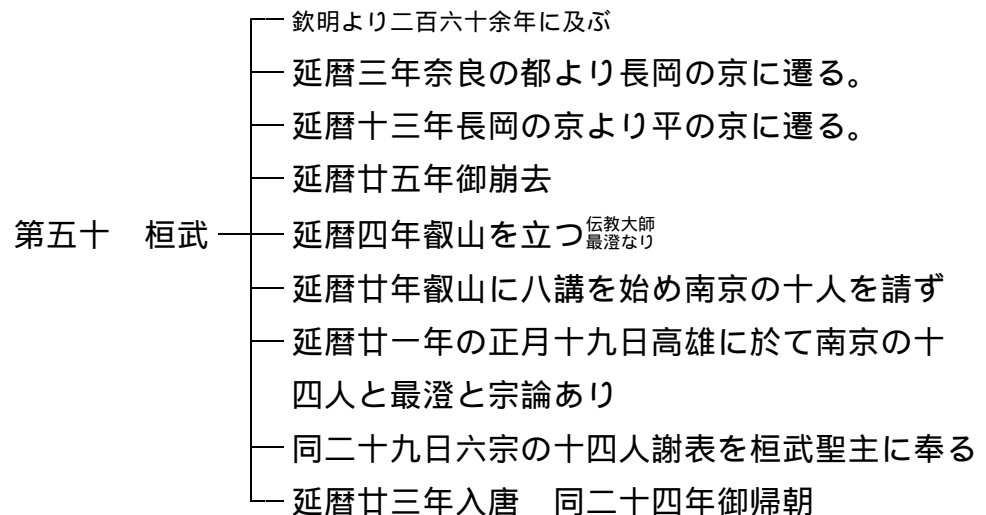 欽明より二百六十余年に及ぶ
延暦三年奈良の都より長岡の京に遷る。
延暦十三年長岡の京より平の京に遷る。
延暦廿五年御崩去
第五十　桓武
延暦四年叡山を立つ伝教大師
最澄なり
延暦廿年叡山に八講を始め南京の十人を請ず
延暦廿一年の正月十九日高雄に於て南京の十
四人と最澄と宗論あり
同二十九日六宗の十四人謝表を桓武聖主に奉る
延暦廿三年入唐　同二十四年御帰朝